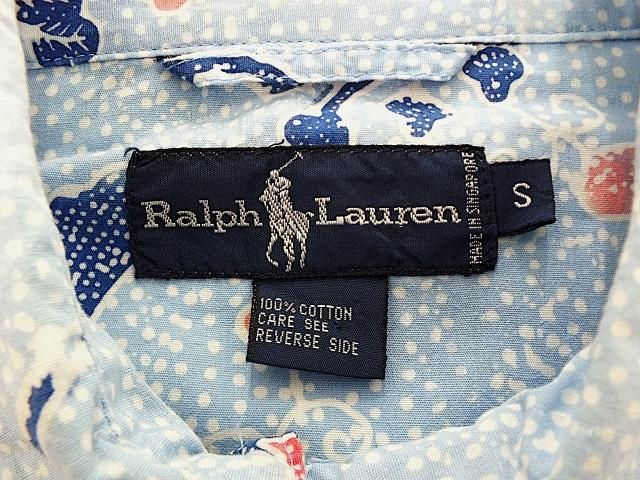 Ralph Lauren
MADE IN SINGAPORE
S
100% COTTON
CARE SEE
REVERSE SIDE